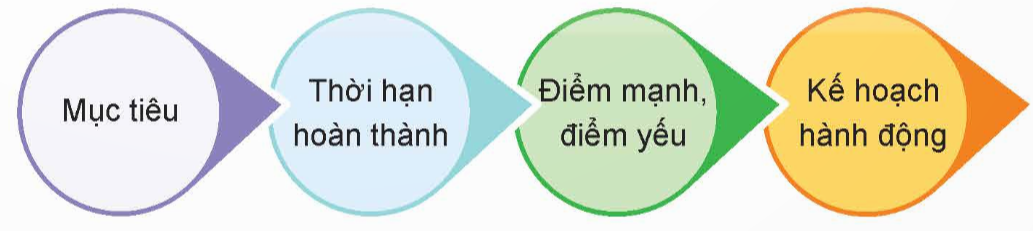 Mục tiêu
Thời hạn
hoàn thành
Điểm mạnh,
điểm yếu
Kế hoạch
hành động